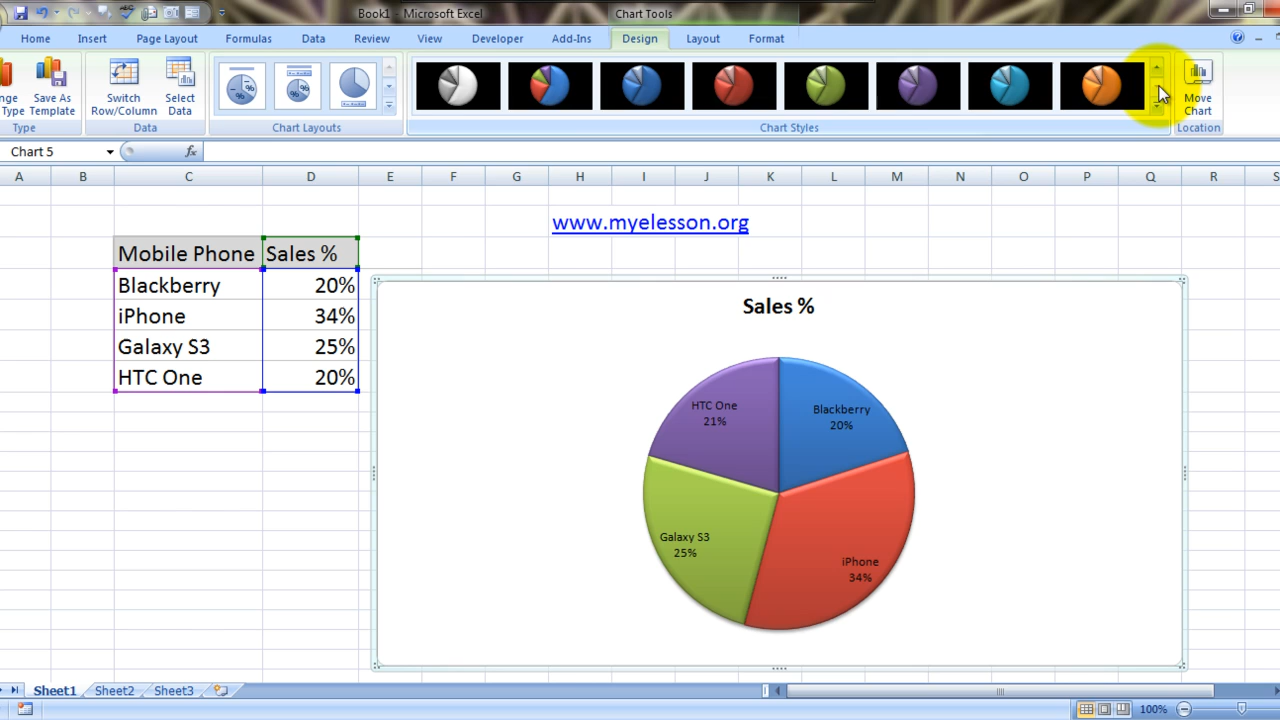 Book1 - Microsoft Excel
Chart Tools
Home Insert Page Layout Formulas Data Review View Developer Add-Ins Design Layout Format
Save As
Template
Type
Switch
Row/Column
Select
Data
Data
Chart Layouts
Chart Styles
Move
Chart
Location
Chart 5
fx
A B C D E F G H I J K L M N O P Q R S
www.myelesson.org
Mobile Phone Sales %
Blackberry 20%
iPhone 34%
Galaxy S3 25%
HTC One 20%
Sales %
HTC One
21%
Blackberry
20%
Galaxy S3
25%
iPhone
34%
Sheet1 Sheet2 Sheet3
100%